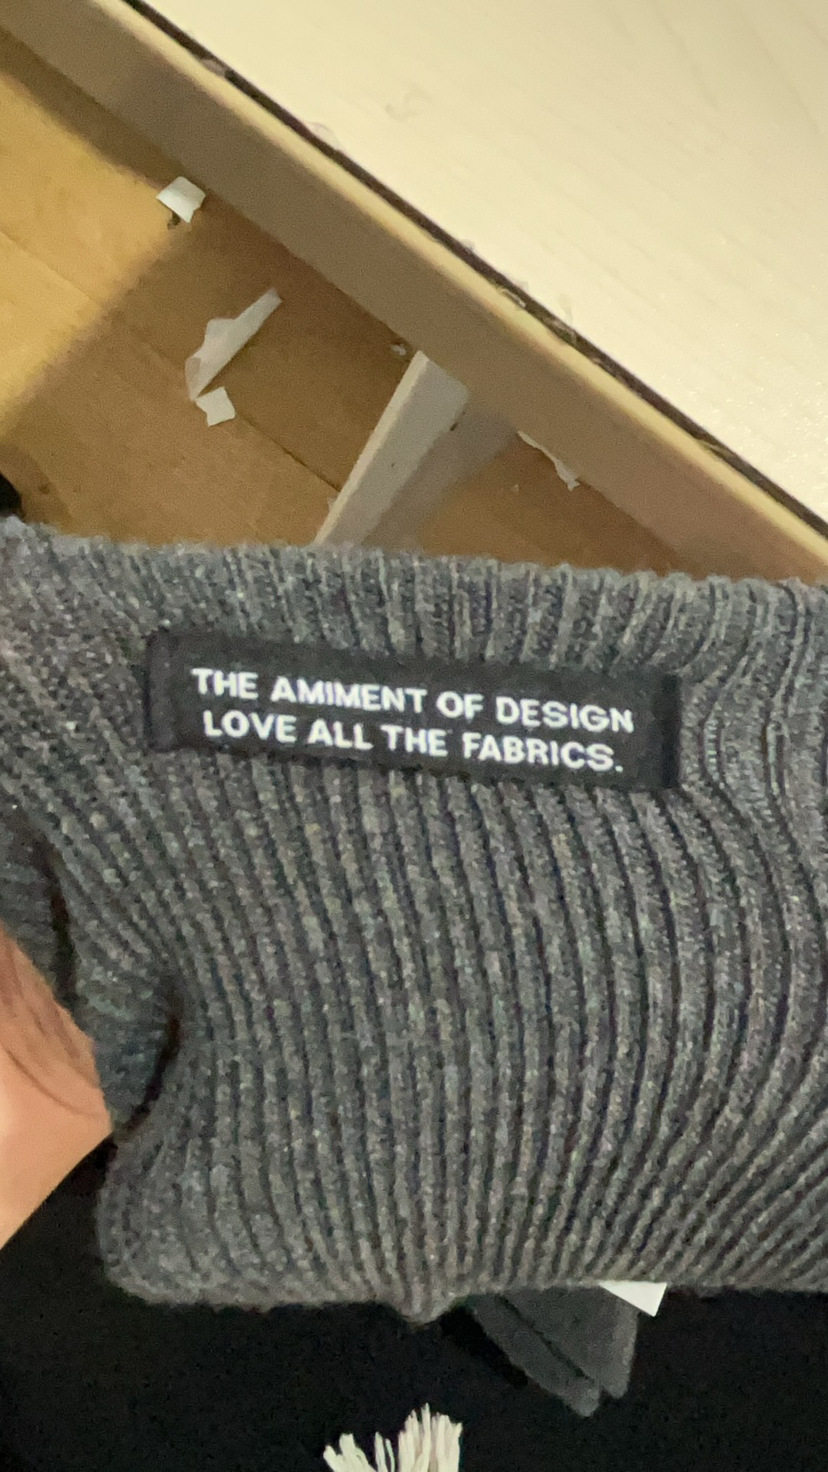 THE AMIMENT OF DESIGN
LOVE ALL THE FABRICS.